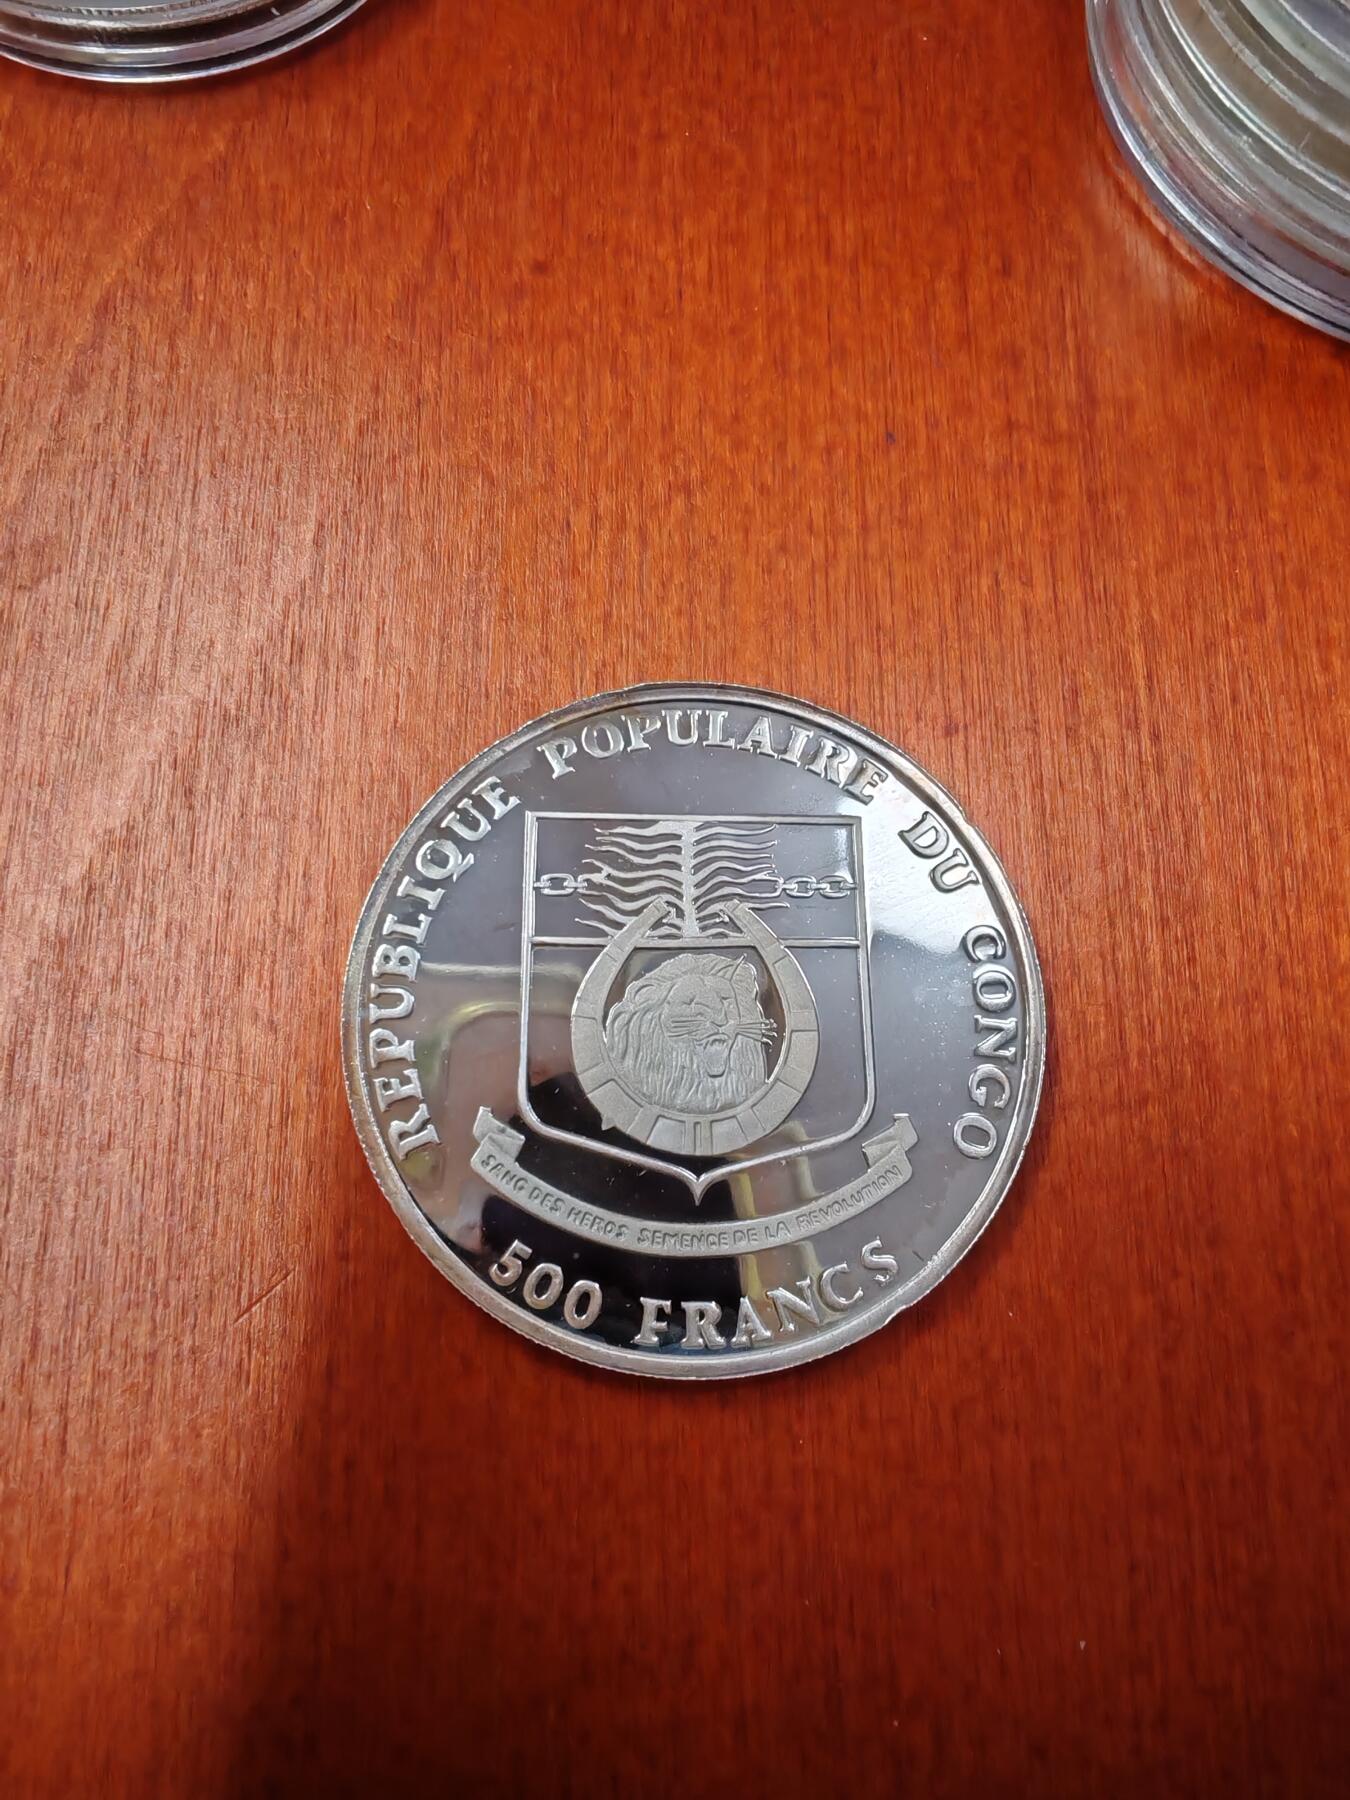 REPUBLIQUE POPULAIRE DU CONGO
SANG DES HEROS SEMENCE DE LA REVOLUTION
500 FRANCS